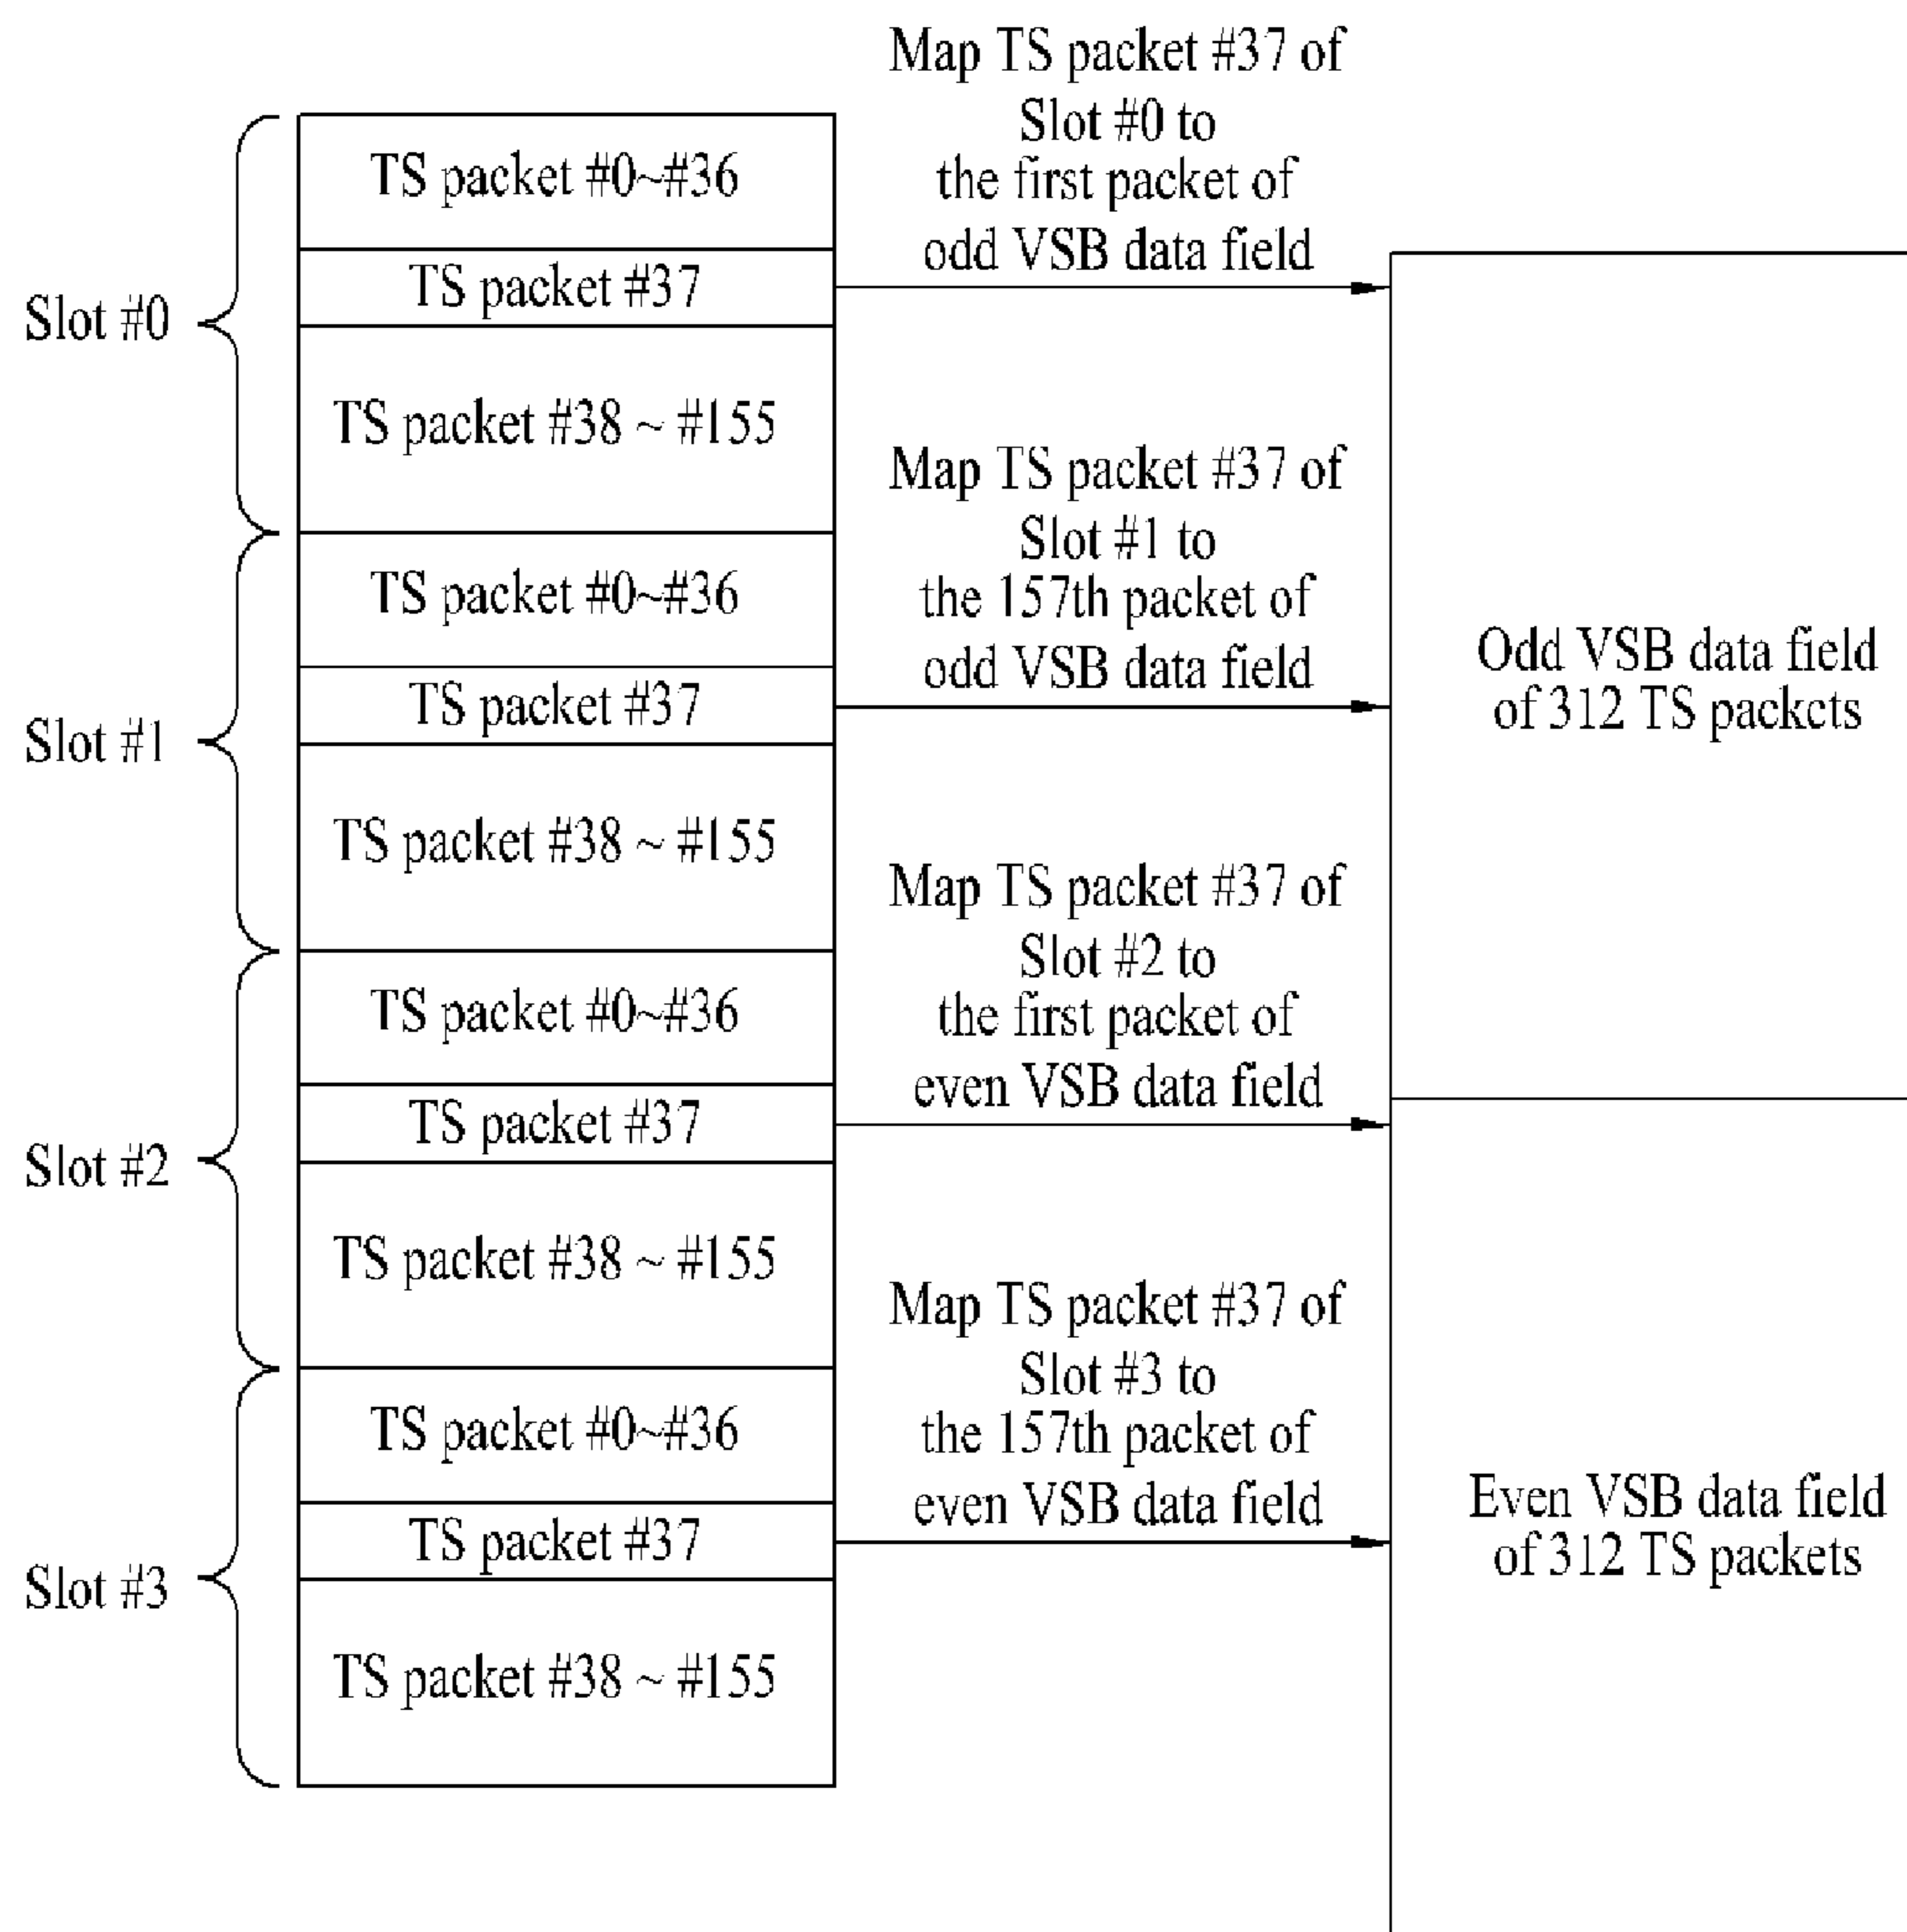 Map TS packet #37 of
Slot #0 to
the first packet of
odd VSB data field
TS packet #0~#36
TS packet #37
Slot #0
TS packet #38 ~ #155
Map TS packet #37 of
Slot #1 to
the 157th packet of
odd VSB data field
TS packet #0~#36
TS packet #37
Slot #1
TS packet #38 ~ #155
Odd VSB data field
of 312 TS packets
Map TS packet #37 of
Slot #2 to
the first packet of
even VSB data field
TS packet #0~#36
TS packet #37
Slot #2
TS packet #38 ~ #155
Map TS packet #37 of
Slot #3 to
the 157th packet of
even VSB data field
TS packet #0~#36
TS packet #37
Slot #3
TS packet #38 ~ #155
Even VSB data field
of 312 TS packets